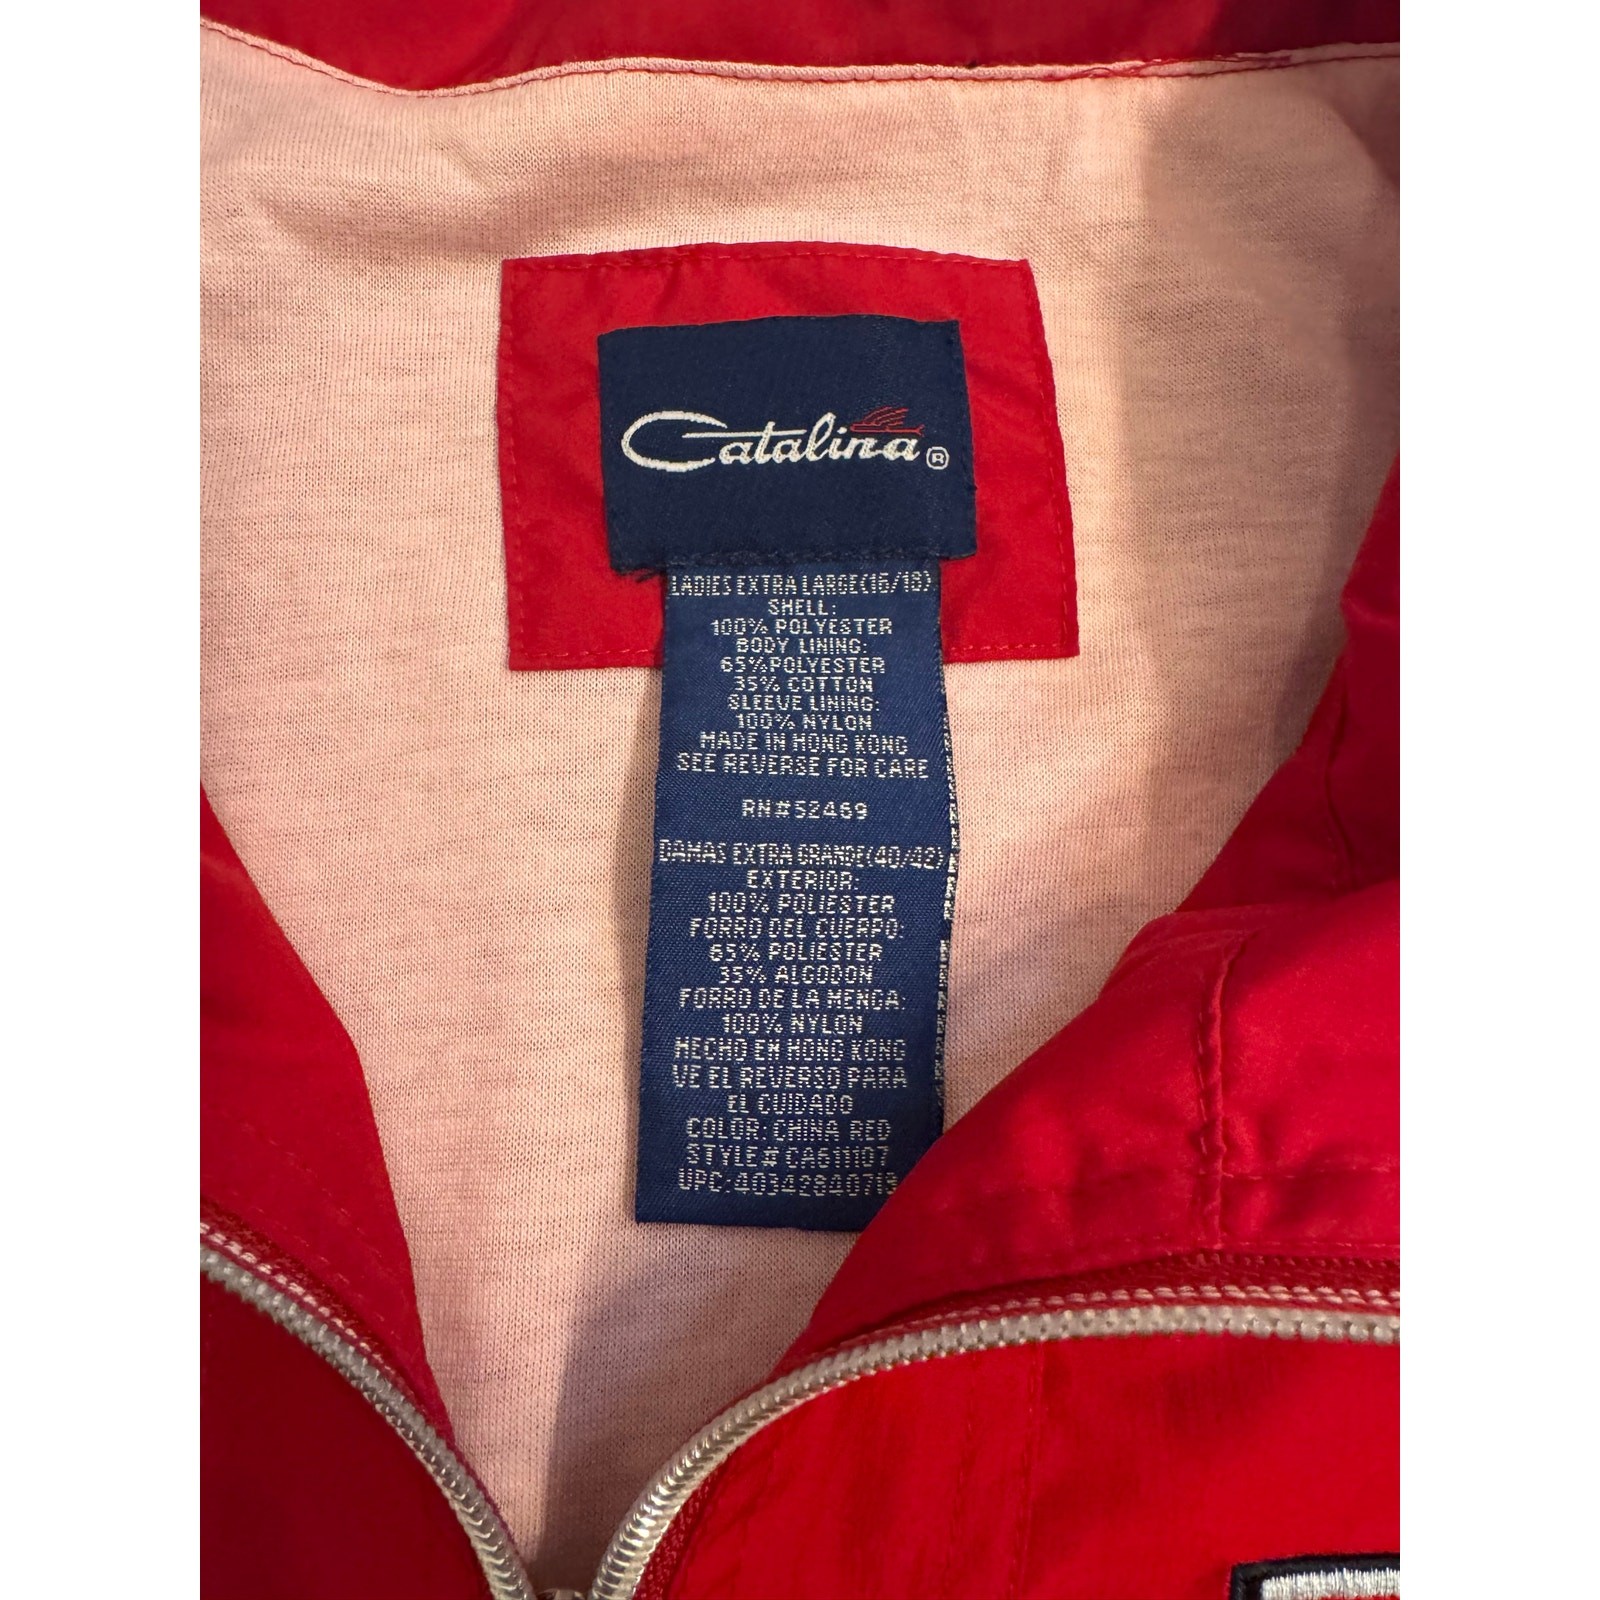 Catalina®
LADIES EXTRA LARGE(16/18)
SHELL:
100% POLYESTER
BODY LINING:
65%POLYESTER
35% COTTON
SLEEVE LINING:
100% NYLON
MADE IN HONG KONG
SEE REVERSE FOR CARE
RN#52469
DAMAS EXTRA GRANDE(40/42)
EXTERIOR:
100% POLIESTER
FORRO DEL CUERPO:
65% POLIESTER
35% ALGODON
FORRO DE LA MENGA:
100% NYLON
HECHO EN HONG KONG
VE EL REVERSO PARA
EL CUIDADO
COLOR: CHINA RED
STYLE# CA611107
UPC: